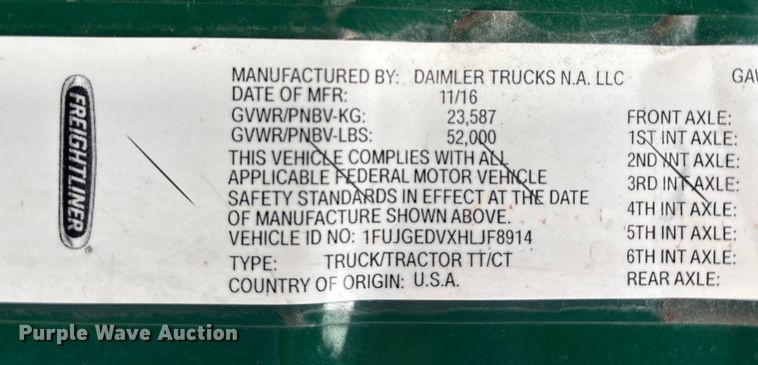 FREIGHTLINER®
MANUFACTURED BY: DAIMLER TRUCKS N.A. LLC
DATE OF MFR: 11/16
GVWR/PNBV-KG: 23,587
GVWR/PNBV-LBS: 52,000
THIS VEHICLE COMPLIES WITH ALL
APPLICABLE FEDERAL MOTOR VEHICLE
SAFETY STANDARDS IN EFFECT AT THE DATE
OF MANUFACTURE SHOWN ABOVE.
VEHICLE ID NO: 1FUJGEDVXHLJF8914
TYPE: TRUCK/TRACTOR TT/CT
COUNTRY OF ORIGIN: U.S.A.
FRONT AXLE:
1ST INT AXLE:
2ND INT AXLE:
3RD INT AXLE:
4TH INT AXLE:
5TH INT AXLE:
6TH INT AXLE:
REAR AXLE:
Purple Wave Auction